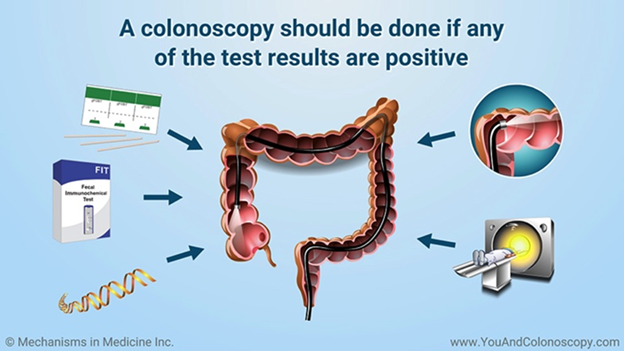 A colonoscopy should be done if any
of the test results are positive
FIT
Fecal
Immunochemical
Test
© Mechanisms in Medicine Inc.
www.YouAndColonoscopy.com